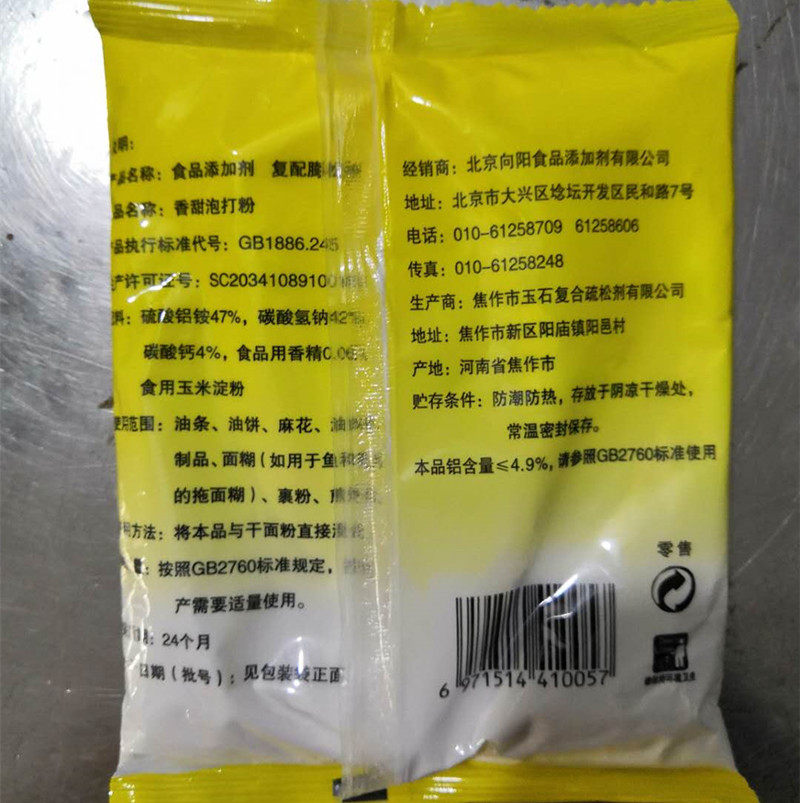 明：
产品名称：食品添加剂 复配膨松剂
品名称：香甜泡打粉
品执行标准代号：GB1886.245
产许可证号：SC20341089100
料：硫酸铝铵47%，碳酸氢钠42%
碳酸钙4%，食品用香精0.06
食用玉米淀粉
使用范围：油条、油饼、麻花、油
制品、面糊（如用于鱼和
的拖面糊）、裹粉、煎
用方法：将本品与干面粉直接混
：按照GB2760标准规定，
产需要适量使用。
期：24个月
日期（批号）：见包装袋正面
经销商：北京向阳食品添加剂有限公司
地址：北京市大兴区埝坛开发区民和路7号
电话：010-61258709 61258606
传真：010-61258248
生产商：焦作市玉石复合疏松剂有限公司
地址：焦作市新区阳庙镇阳邑村
产地：河南省焦作市
贮存条件：防潮防热，存放于阴凉干燥处，
常温密封保存。
本品铝含量≤4.9%，请参照GB2760标准使用
零售
6 971514 410057